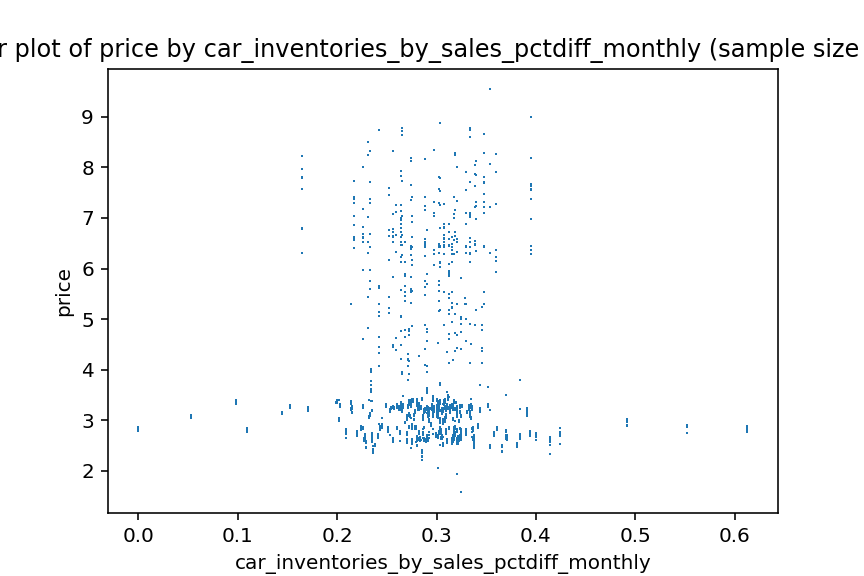 r plot of price by car_inventories_by_sales_pctdiff_monthly (sample size
9
8
7
6
5
4
3
2
price
0.0 0.1 0.2 0.3 0.4 0.5 0.6
car_inventories_by_sales_pctdiff_monthly